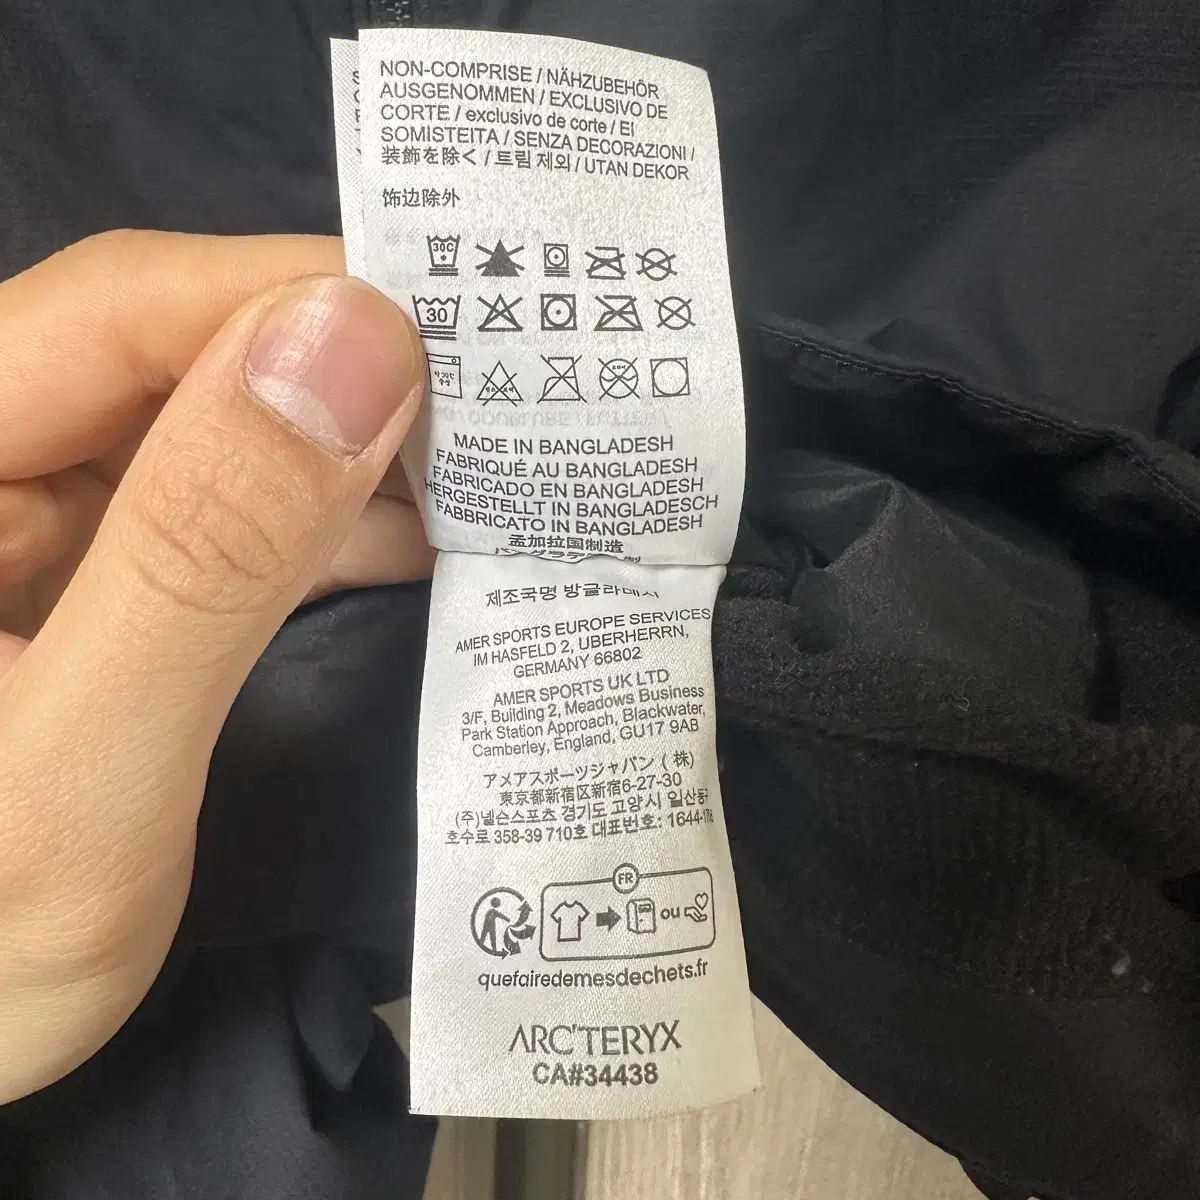 NON-COMPRISE / NÄHZUBEHÖR
AUSGENOMMEN / EXCLUSIVO DE
CORTE / exclusivo de corte / EI
SOMISTEITA / SENZA DECORAZIONI /
装飾を除く / 트림 제외 / UTAN DEKOR
饰边除外
30C
30
MADE IN BANGLADESH
FABRIQUÉ AU BANGLADESH
FABRICADO EN BANGLADESH
HERGESTELLT IN BANGLADESCH
FABBRICATO IN BANGLADESH
孟加拉国制造
제조국명 방글라데시
AMER SPORTS EUROPE SERVICES
IM HASFELD 2, UBERHERRN,
GERMANY 66802
AMER SPORTS UK LTD
3/F, Building 2, Meadows Business
Park Station Approach, Blackwater,
Camberley, England, GU17 9AB
アメアスポーツジャパン ( 株)
東京都新宿区新宿6-27-30
(주)넬슨스포츠 경기도 고양시 일산동구
호수로 358-39 710호 대표번호: 1644-
FR
ou
quefairedemesdechets.fr
ARC'TERYX
CA#34438